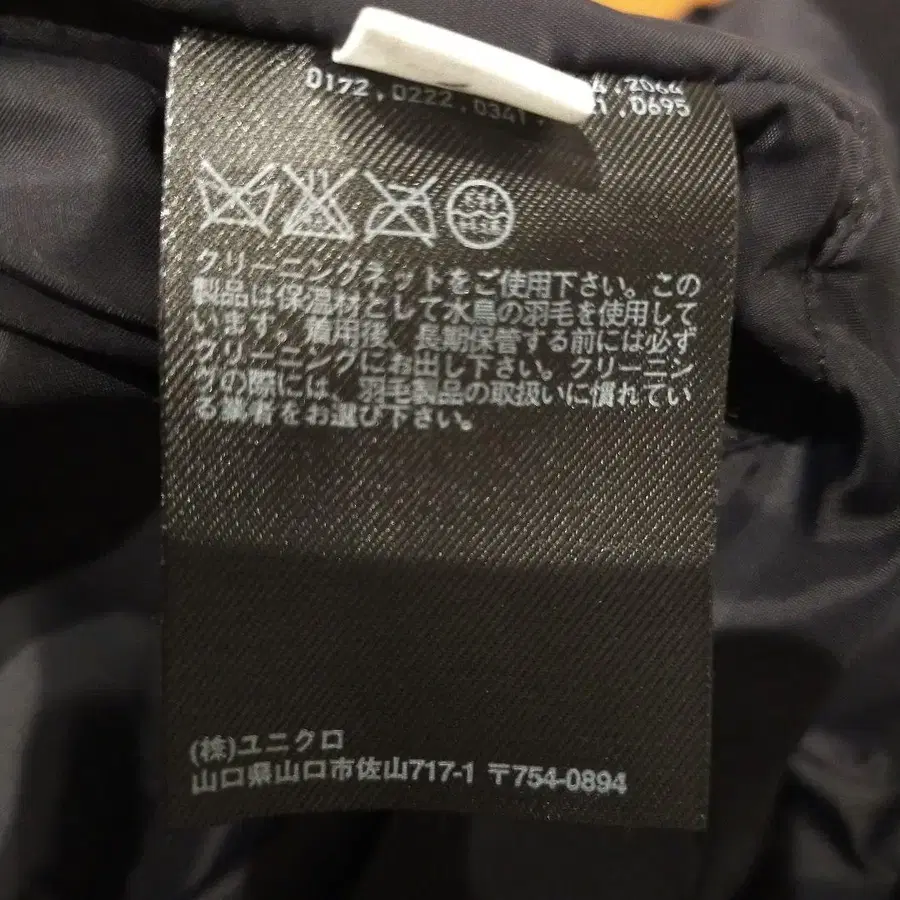 2064
0172,0222,0341, ,0695
クリーニングネットをご使用下さい。この
製品は保温材として水鳥の羽毛を使用して
います。着用後、長期保管する前には必ず
クリーニングにお出し下さい。クリーニン
グの際には、羽毛製品の取扱いに慣れてい
る業者をお選び下さい。
(株)ユニクロ
山口県山口市佐山717-1 〒754-0894